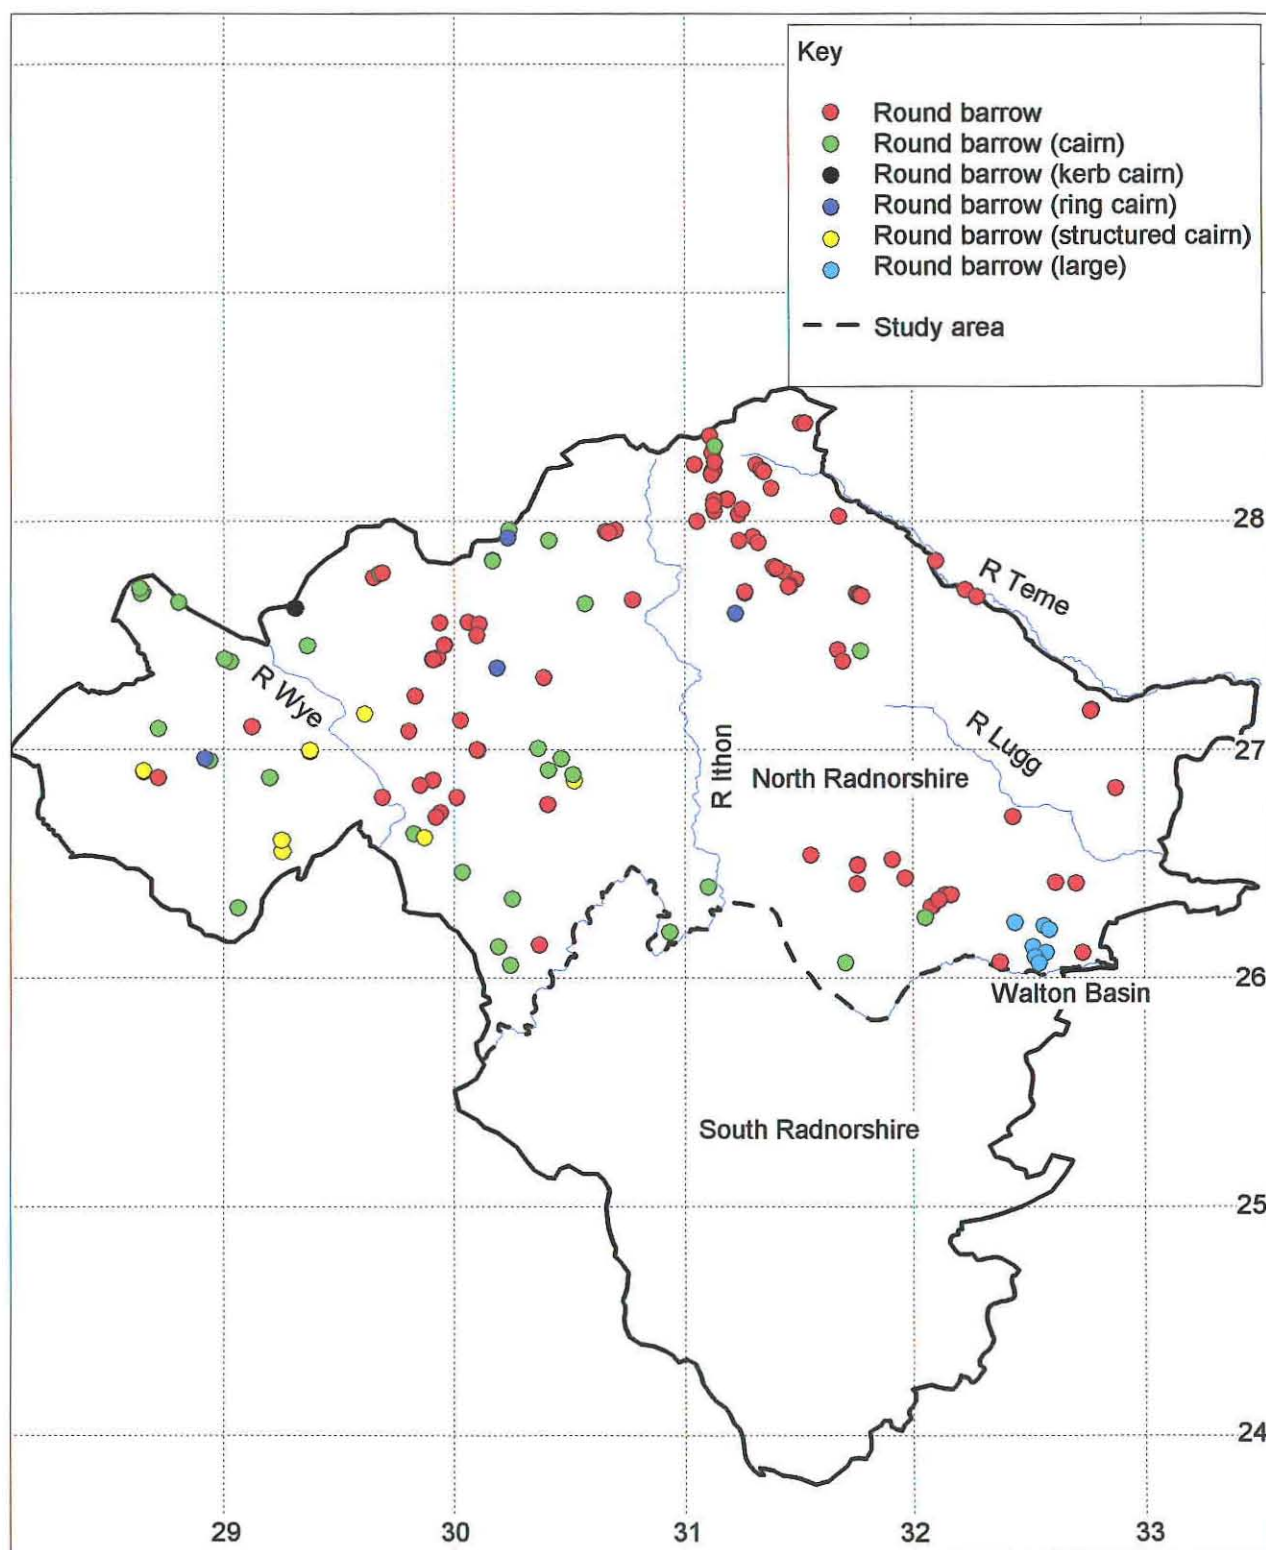 Key
Round barrow
Round barrow (cairn)
Round barrow (kerb cairn)
Round barrow (ring cairn)
Round barrow (structured cairn)
Round barrow (large)
Study area
28
R Teme
R Wye
27
R Lugg
R Ithon
North Radnorshire
26
Walton Basin
South Radnorshire
25
24
29
30
31
32
33